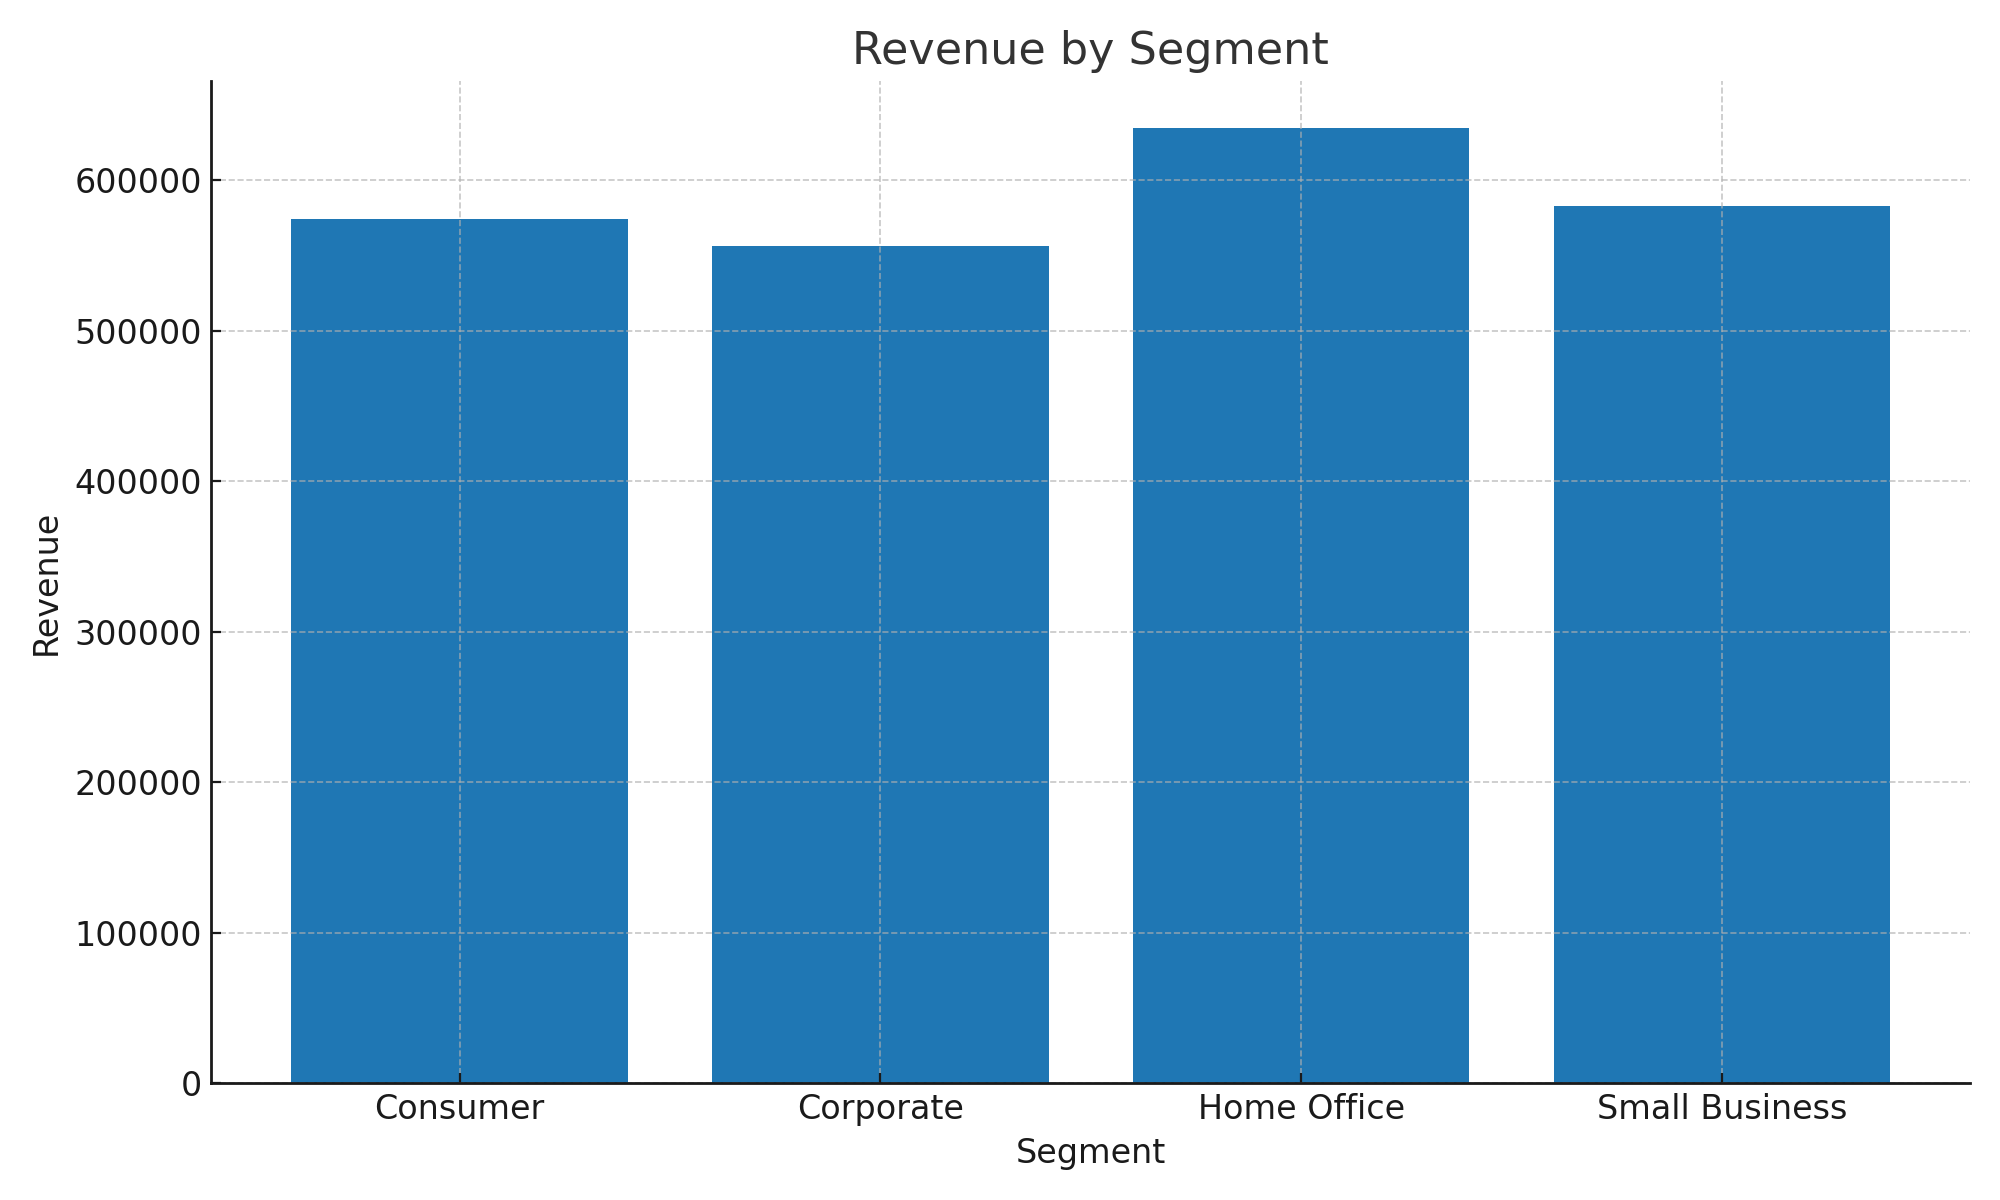 Revenue by Segment
Revenue
600000
500000
400000
300000
200000
100000
0
Consumer
Corporate
Home Office
Small Business
Segment